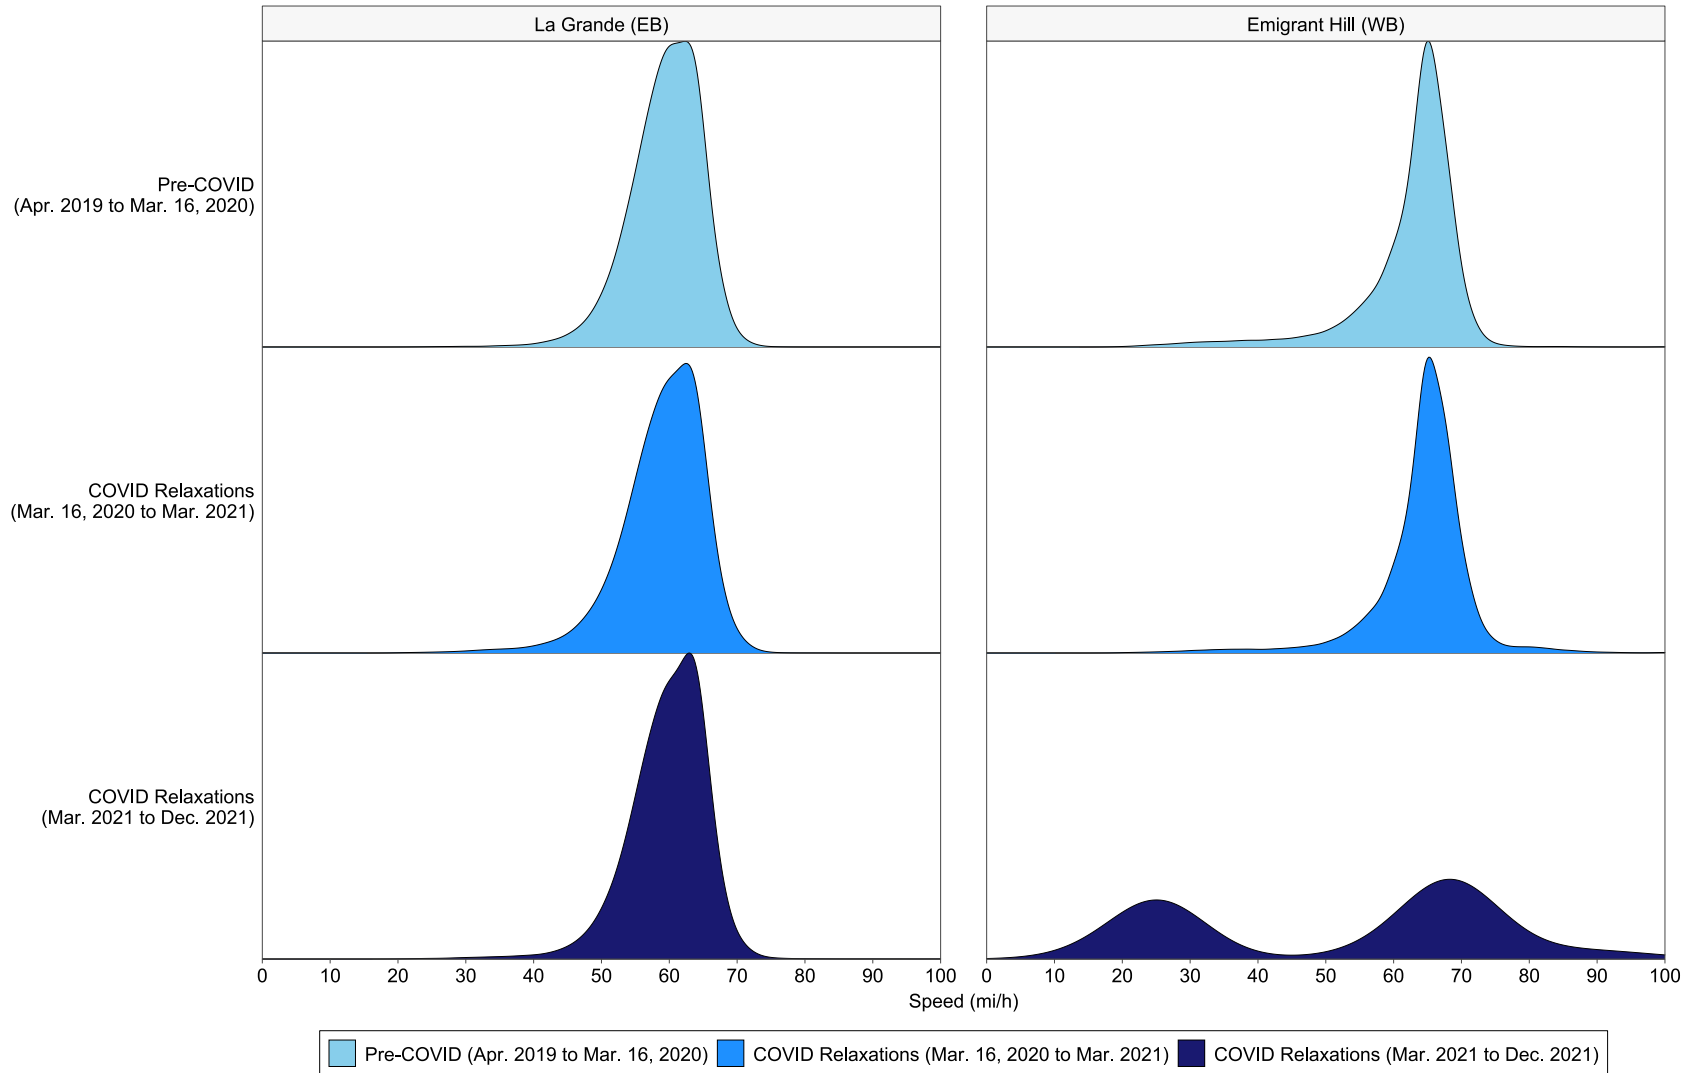 La Grande (EB)
Emigrant Hill (WB)
Pre-COVID
(Apr. 2019 to Mar. 16, 2020)
COVID Relaxations
(Mar. 16, 2020 to Mar. 2021)
COVID Relaxations
(Mar. 2021 to Dec. 2021)
0 10 20 30 40 50 60 70 80 90 100
0 10 20 30 40 50 60 70 80 90 100
Speed (mi/h)
Pre-COVID (Apr. 2019 to Mar. 16, 2020) COVID Relaxations (Mar. 16, 2020 to Mar. 2021) COVID Relaxations (Mar. 2021 to Dec. 2021)